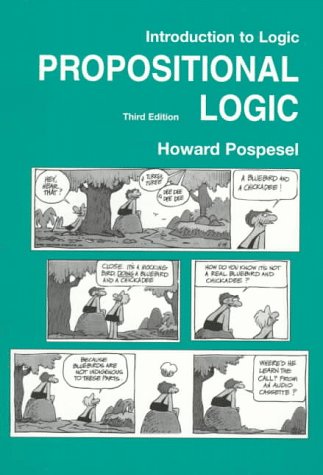 Introduction to Logic
PROPOSITIONAL
LOGIC
Third Edition
Howard Pospesel
HEY,
HEAR
THAT?
A TURKEY,
TUREE!
DEE DEE
DEE DEE
A BLUEBIRD AND
A CHICKADEE!
CLOSE. IT'S A MOCKING-
BIRD, DOING A BLUEBIRD
AND A CHICKADEE
HOW DO YOU KNOW IT'S NOT
A REAL BLUEBIRD AND
CHICKADEE?
BECAUSE
BLUEBIRDS ARE
NOT INDIGENOUS
TO THESE PARTS.
WHERE'D HE
LEARN THE
CALL? FROM
AN AUDIO
CASSETTE?